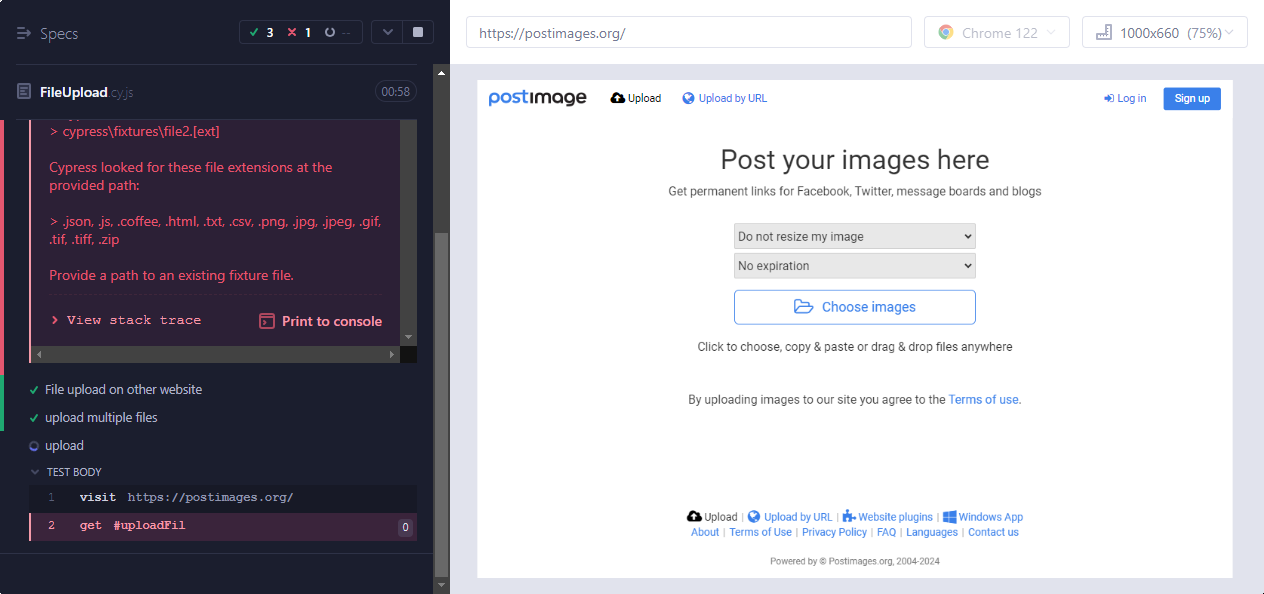 Specs
3
1
--
FileUpload.cy.js
00:58
> cypress\fixtures\file2.[ext]
Cypress looked for these file extensions at the
provided path:
> .json, .js, .coffee, .html, .txt, .csv, .png, .jpg, .jpeg, .gif,
.tif, .tiff, .zip
Provide a path to an existing fixture file.
> View stack trace
Print to console
File upload on other website
upload multiple files
upload
TEST BODY
1 visit https://postimages.org/
2 get #uploadFil 0
https://postimages.org/
Chrome 122
1000x660 (75%)
postimage
Upload
Upload by URL
Log in
Sign up
Post your images here
Get permanent links for Facebook, Twitter, message boards and blogs
Do not resize my image
No expiration
Choose images
Click to choose, copy & paste or drag & drop files anywhere
By uploading images to our site you agree to the Terms of use.
Upload | Upload by URL | Website plugins | Windows App
About | Terms of Use | Privacy Policy | FAQ | Languages | Contact us
Powered by © Postimages.org, 2004-2024